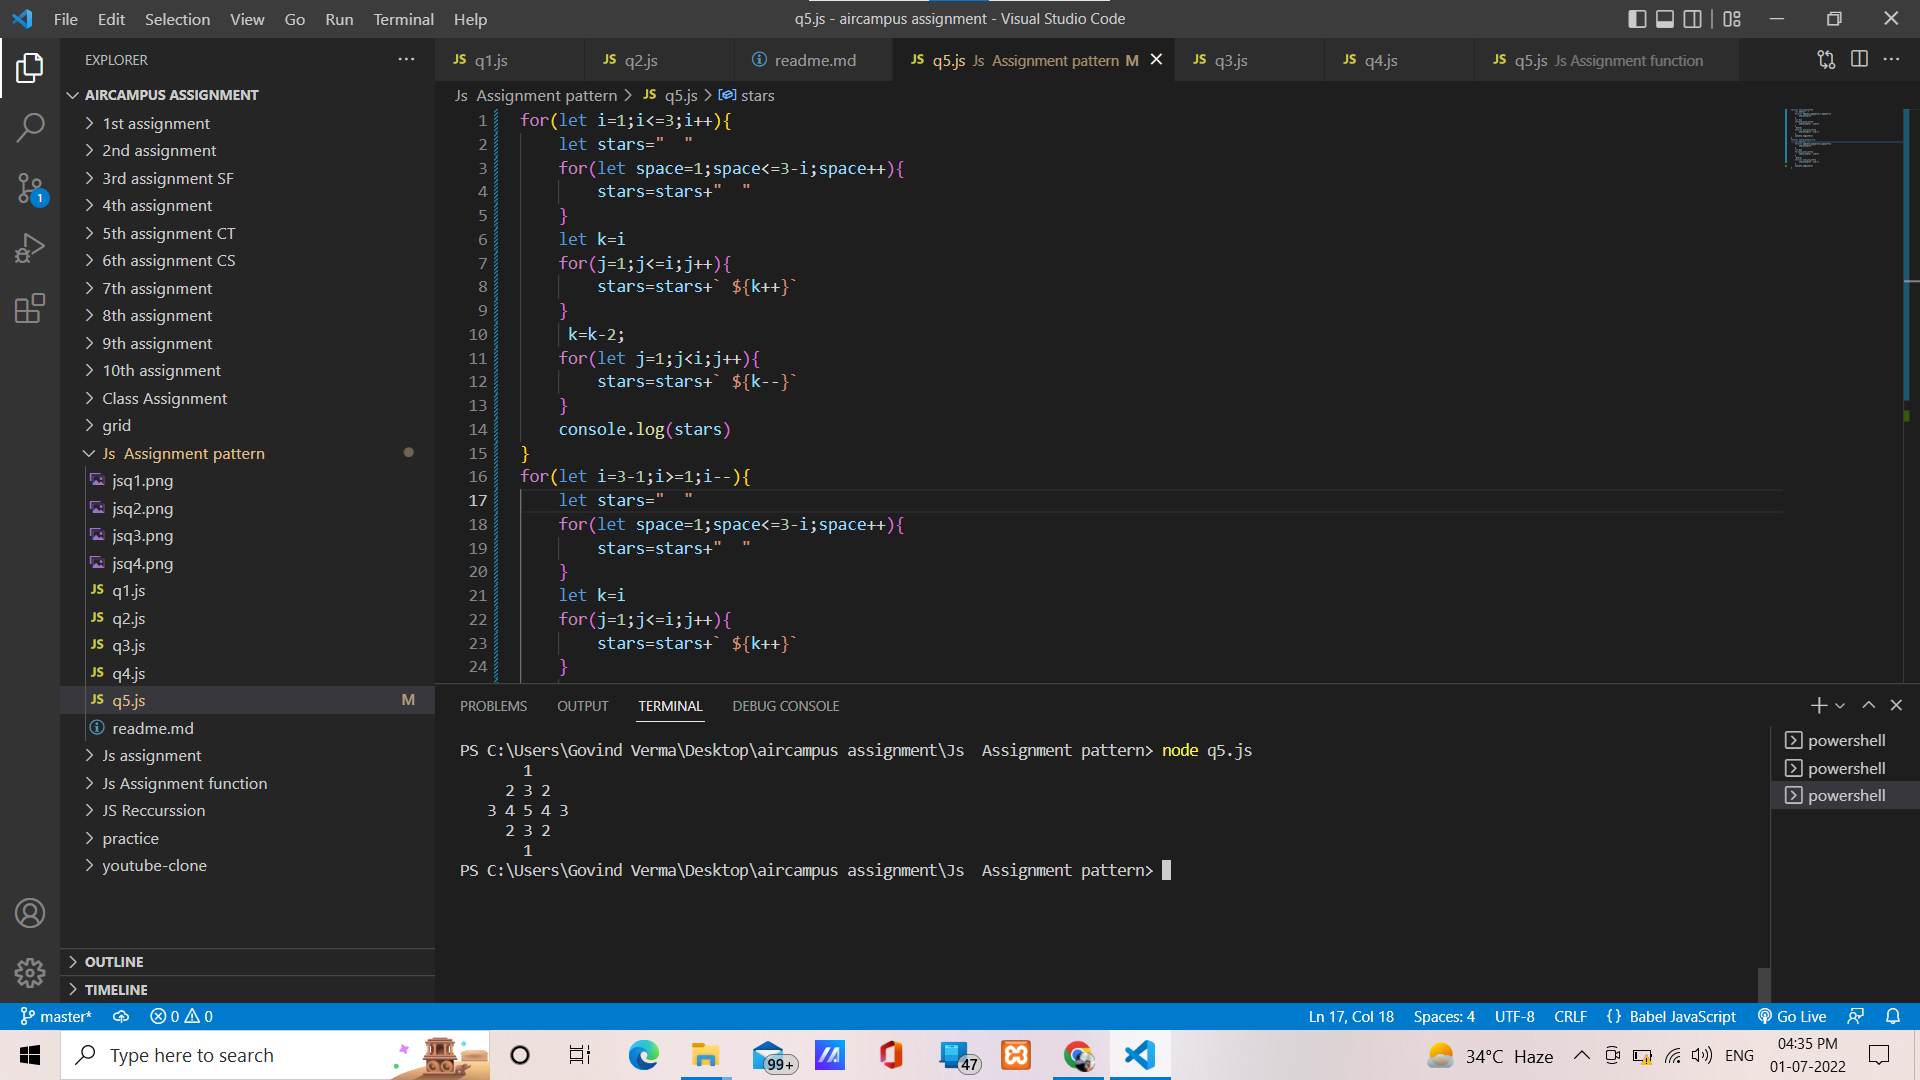 File Edit Selection View Go Run Terminal Help
q5.js - aircampus assignment - Visual Studio Code
EXPLORER
AIRCAMPUS ASSIGNMENT
1st assignment
2nd assignment
3rd assignment SF
4th assignment
5th assignment CT
6th assignment CS
7th assignment
8th assignment
9th assignment
10th assignment
Class Assignment
grid
Js Assignment pattern
jsq1.png
jsq2.png
jsq3.png
jsq4.png
JS q1.js
JS q2.js
JS q3.js
JS q4.js
JS q5.js M
readme.md
Js assignment
Js Assignment function
JS Reccurssion
practice
youtube-clone
OUTLINE
TIMELINE
JS q1.js JS q2.js readme.md JS q5.js Js Assignment pattern M JS q3.js JS q4.js JS q5.js Js Assignment function
Js Assignment pattern > JS q5.js > stars
1 for(let i=1;i<=3;i++){
2 let stars="  "
3 for(let space=1;space<=3-i;space++){
4 stars=stars+"  "
5 }
6 let k=i
7 for(j=1;j<=i;j++){
8 stars=stars+` ${k++}`
9 }
10 k=k-2;
11 for(let j=1;j<i;j++){
12 stars=stars+` ${k--}`
13 }
14 console.log(stars)
15 }
16 for(let i=3-1;i>=1;i--){
17 let stars="  "
18 for(let space=1;space<=3-i;space++){
19 stars=stars+"  "
20 }
21 let k=i
22 for(j=1;j<=i;j++){
23 stars=stars+` ${k++}`
24 }
PROBLEMS OUTPUT TERMINAL DEBUG CONSOLE
PS C:\Users\Govind Verma\Desktop\aircampus assignment\Js  Assignment pattern> node q5.js
1
2 3 2
3 4 5 4 3
2 3 2
1
PS C:\Users\Govind Verma\Desktop\aircampus assignment\Js  Assignment pattern>
powershell
powershell
powershell
1
master* 0 0 Ln 17, Col 18 Spaces: 4 UTF-8 CRLF {} Babel JavaScript Go Live
Type here to search 99+ 47 34°C Haze ENG 04:35 PM
01-07-2022